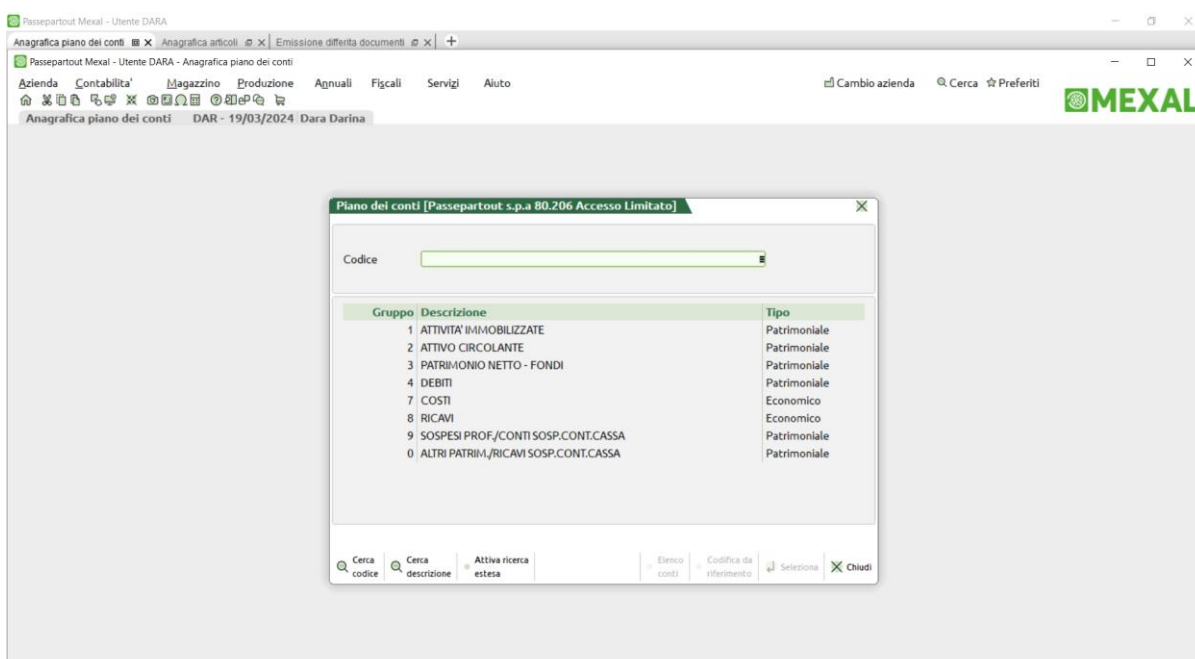 Passepartout Mexal - Utente DARA
Anagrafica piano dei conti Anagrafica articoli Emissione differita documenti
Passepartout Mexal - Utente DARA - Anagrafica piano dei conti
Azienda Contabilita' Magazzino Produzione Annuali Fiscali Servizi Aiuto Cambio azienda Cerca Preferiti
MEXAL
Anagrafica piano dei conti DAR - 19/03/2024 Dara Darina
Piano dei conti [Passepartout s.p.a 80.206 Accesso Limitato]
Codice
Gruppo Descrizione Tipo
1 ATTIVITA' IMMOBILIZZATE Patrimoniale
2 ATTIVO CIRCOLANTE Patrimoniale
3 PATRIMONIO NETTO - FONDI Patrimoniale
4 DEBITI Patrimoniale
7 COSTI Economico
8 RICAVI Economico
9 SOSPESI PROF./CONTI SOSP.CONT.CASSA Patrimoniale
0 ALTRI PATRIM./RICAVI SOSP.CONT.CASSA Patrimoniale
Cerca codice Cerca descrizione Attiva ricerca estesa Elenco conti Codifica da riferimento Seleziona Chiudi